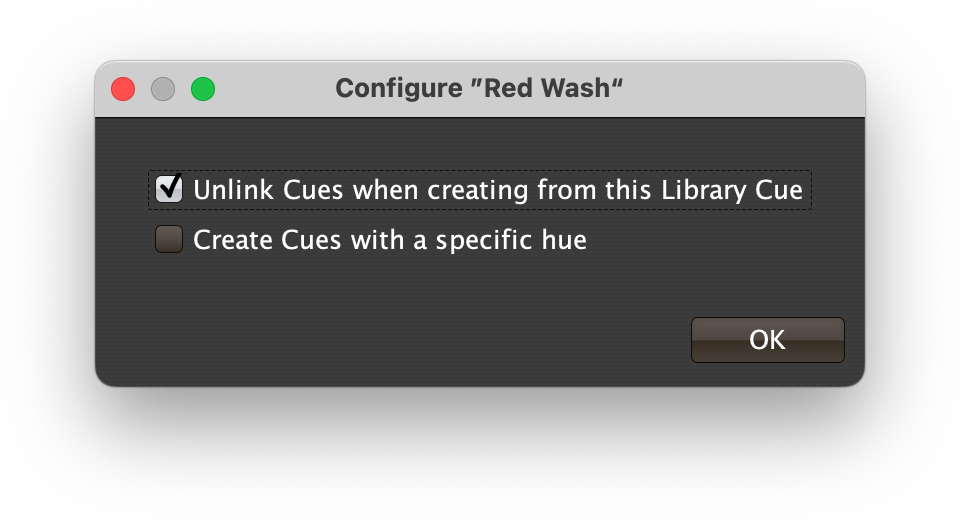 Configure ”Red Wash“
Unlink Cues when creating from this Library Cue
Create Cues with a specific hue
OK